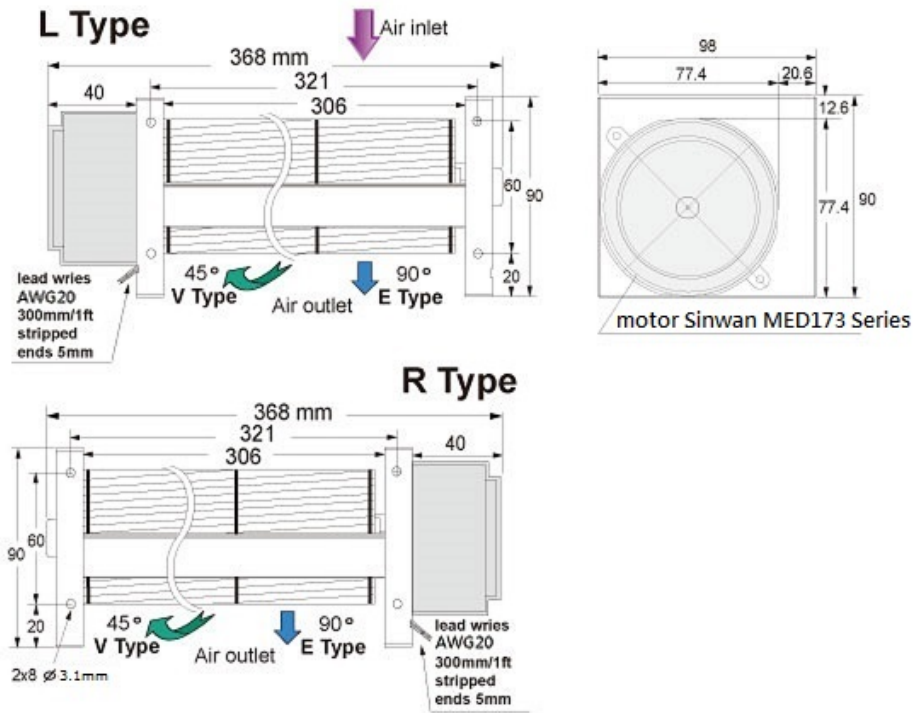 L Type
Air inlet
368 mm
40
321
306
60
90
20
lead wries
AWG20
300mm/1ft
stripped
ends 5mm
45°
V Type
Air outlet
90°
E Type
98
77.4
20.6
12.6
77.4
90
motor Sinwan MED173 Series
R Type
368 mm
321
40
306
90
60
20
45°
V Type
Air outlet
90°
E Type
lead wries
AWG20
300mm/1ft
stripped
ends 5mm
2x8 Ø 3.1mm